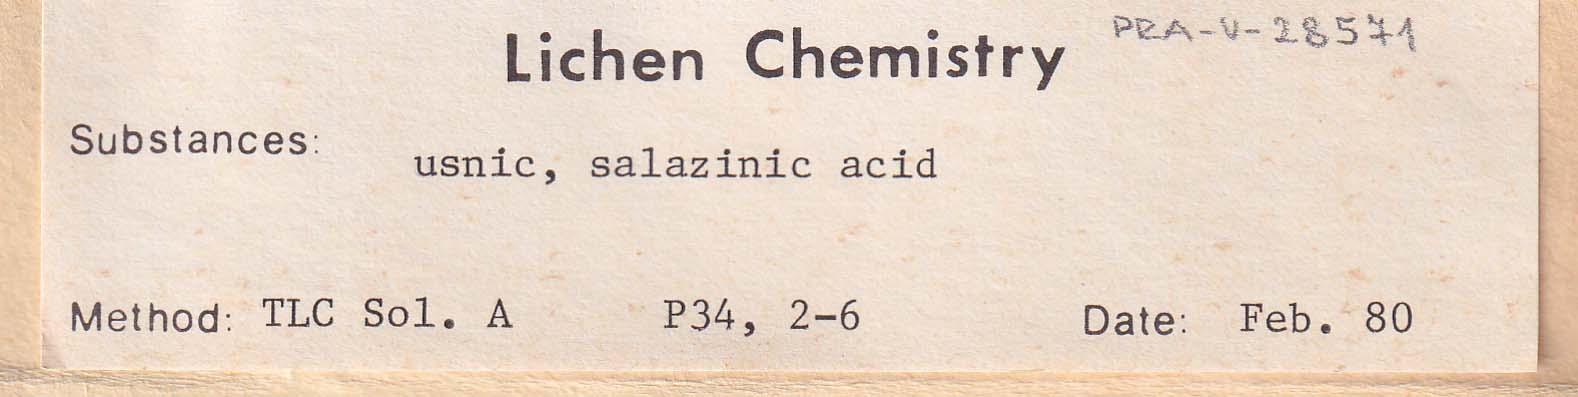 Lichen Chemistry PRA-V-28571
Substances: usnic, salazinic acid
Method: TLC Sol. A P34, 2-6 Date: Feb. 80